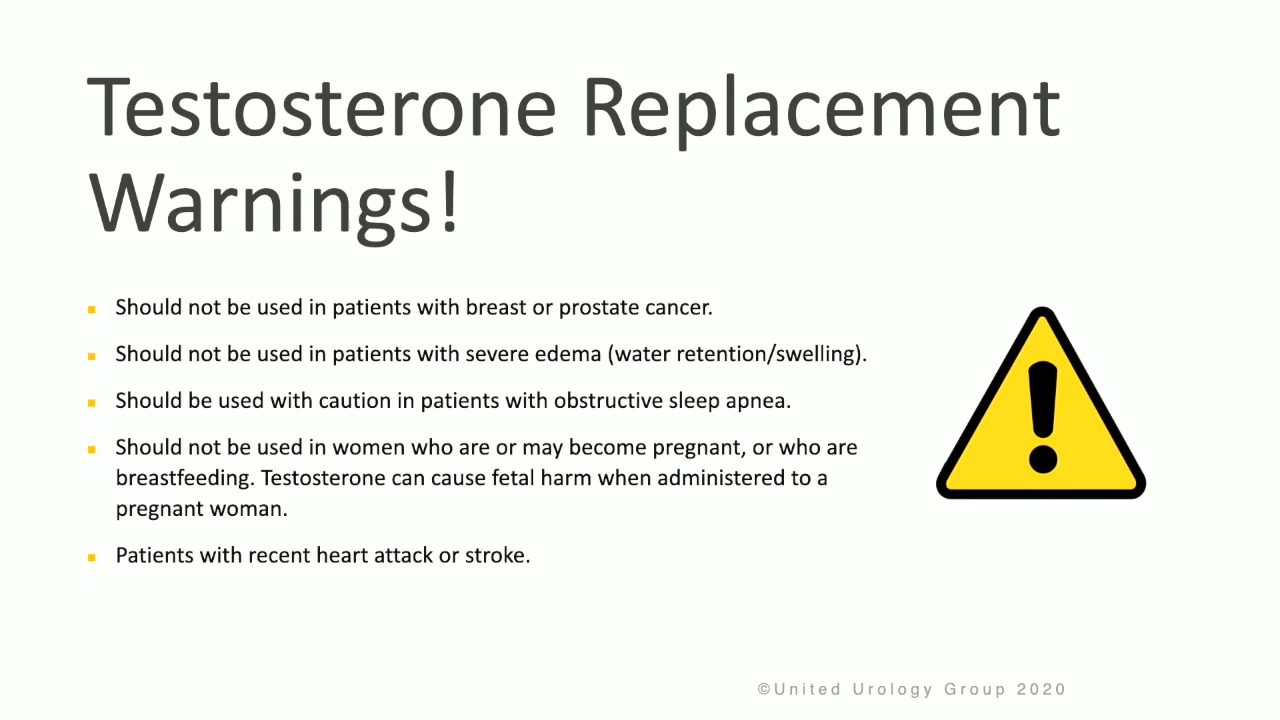 Testosterone Replacement
Warnings!
▪ Should not be used in patients with breast or prostate cancer.
▪ Should not be used in patients with severe edema (water retention/swelling).
▪ Should be used with caution in patients with obstructive sleep apnea.
▪ Should not be used in women who are or may become pregnant, or who are
breastfeeding. Testosterone can cause fetal harm when administered to a
pregnant woman.
▪ Patients with recent heart attack or stroke.
©United Urology Group 2020